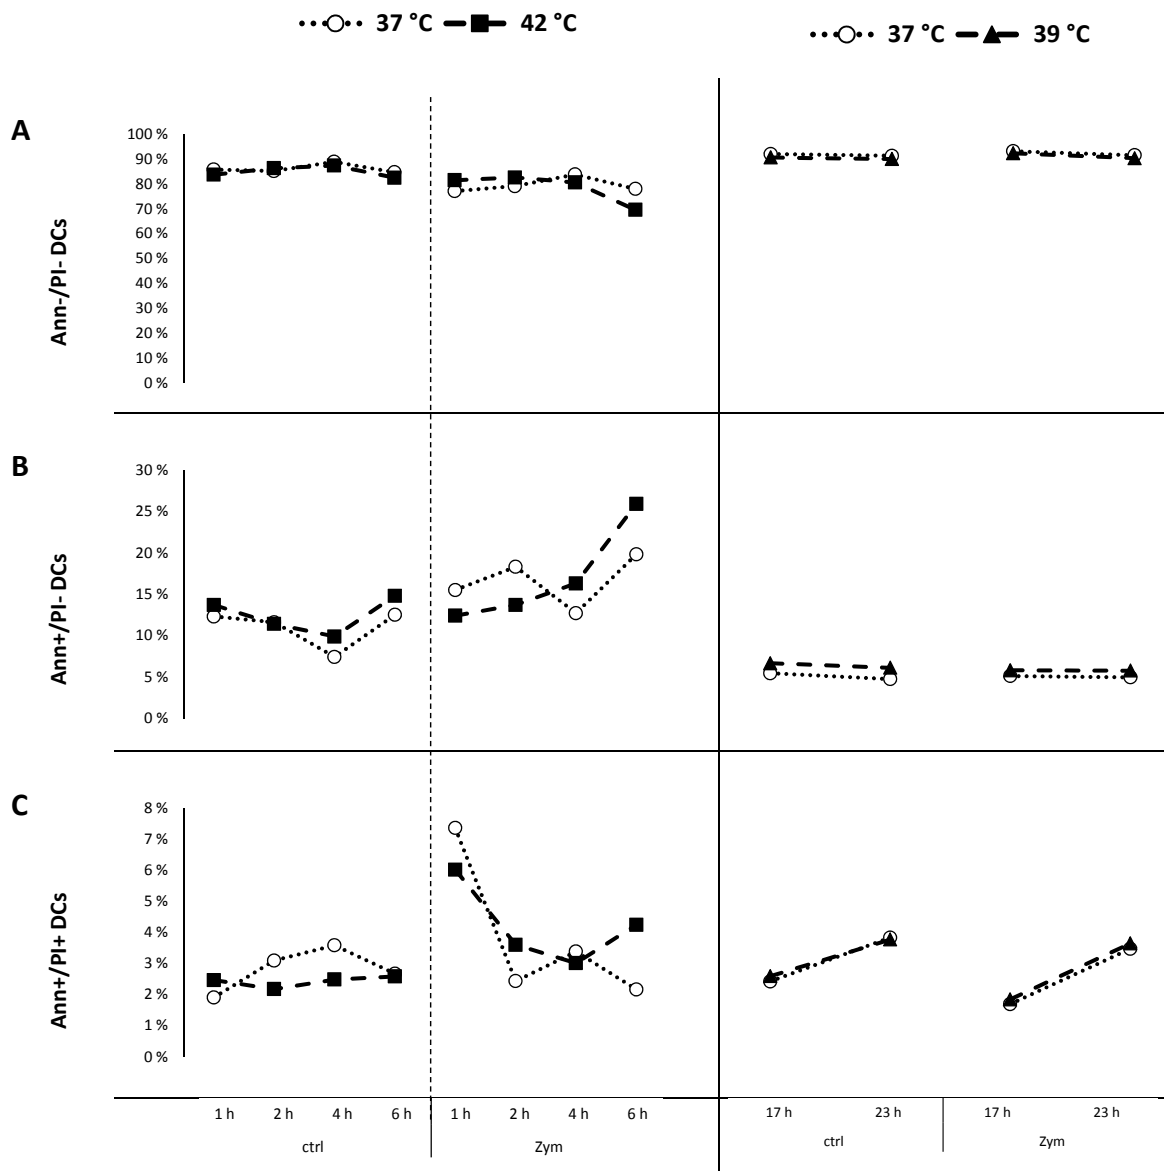 37 °C 42 °C
37 °C 39 °C
A
Ann-/PI- DCs
100 %
90 %
80 %
70 %
60 %
50 %
40 %
30 %
20 %
10 %
0 %
B
Ann+/PI- DCs
30 %
25 %
20 %
15 %
10 %
5 %
0 %
C
Ann+/PI+ DCs
8 %
7 %
6 %
5 %
4 %
3 %
2 %
1 %
0 %
1 h 2 h 4 h 6 h 1 h 2 h 4 h 6 h 17 h 23 h 17 h 23 h
ctrl Zym ctrl Zym